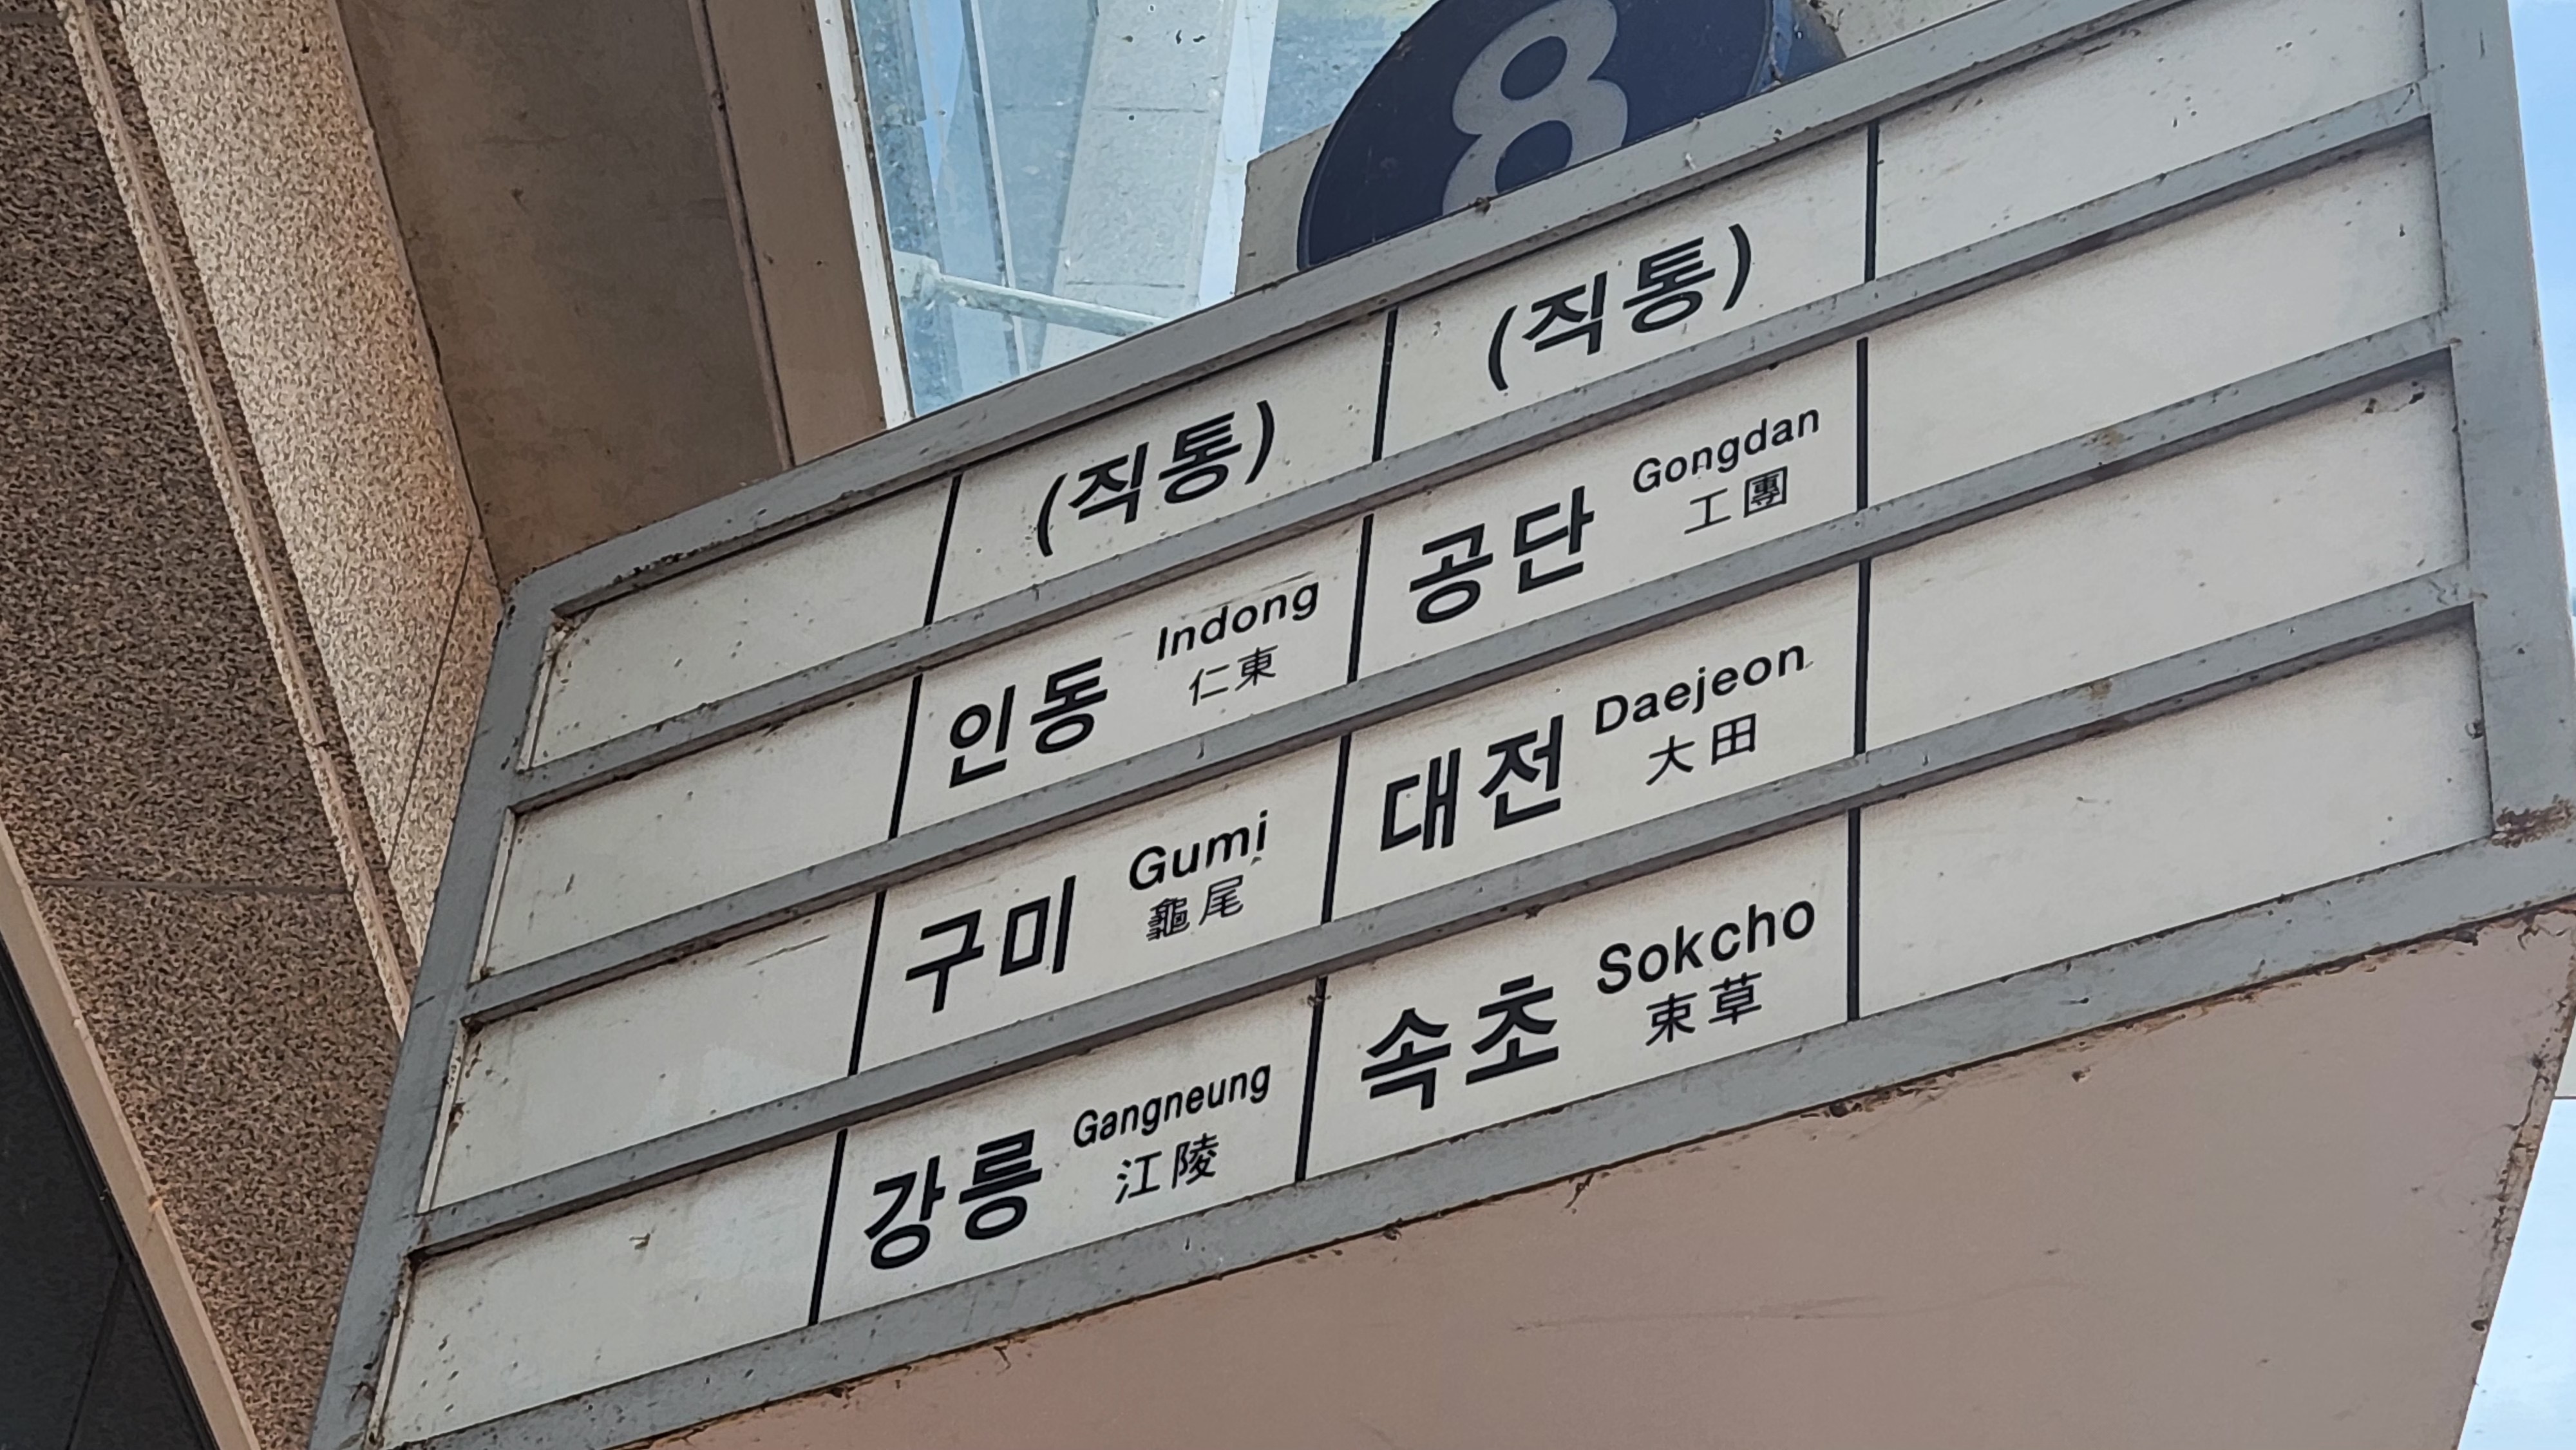 8
(직통) (직통)
인동 Indong 仁東 공단 Gongdan 工團
구미 Gumi 龜尾 대전 Daejeon 大田
강릉 Gangneung 江陵 속초 Sokcho 束草